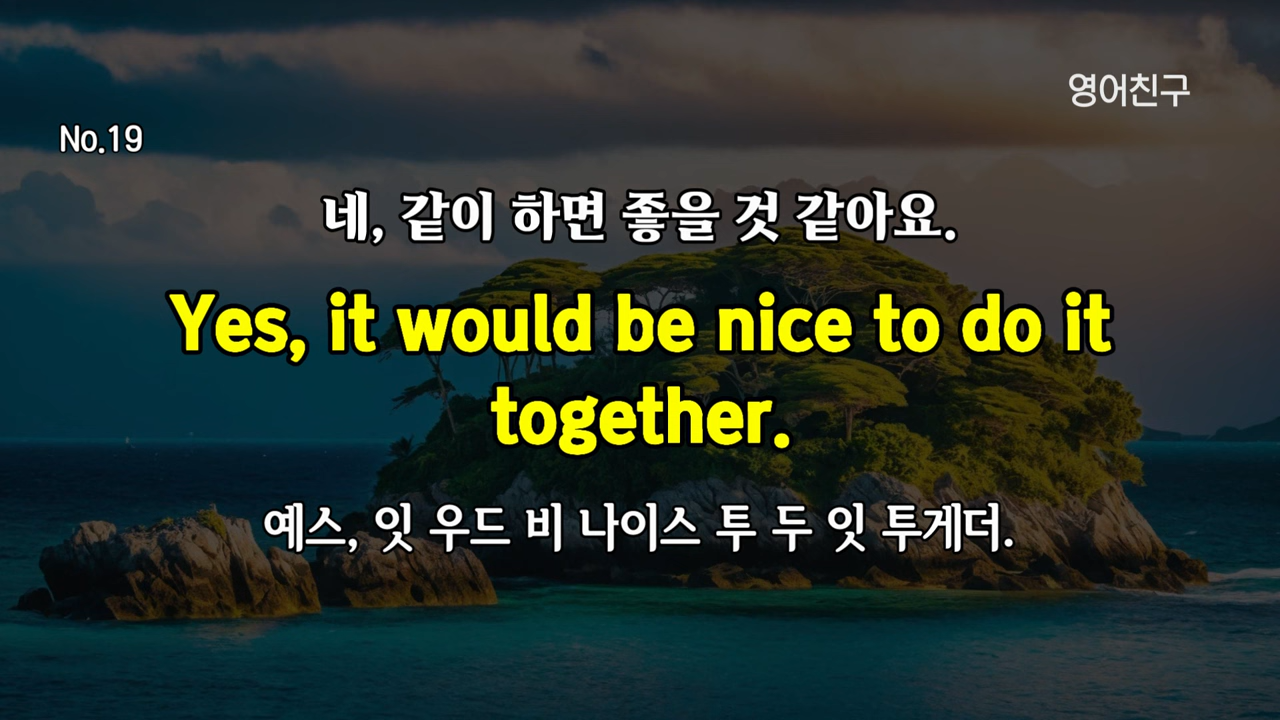 영어친구
No.19
네, 같이 하면 좋을 것 같아요.
Yes, it would be nice to do it
together.
예스, 잇 우드 비 나이스 투 두 잇 투게더.